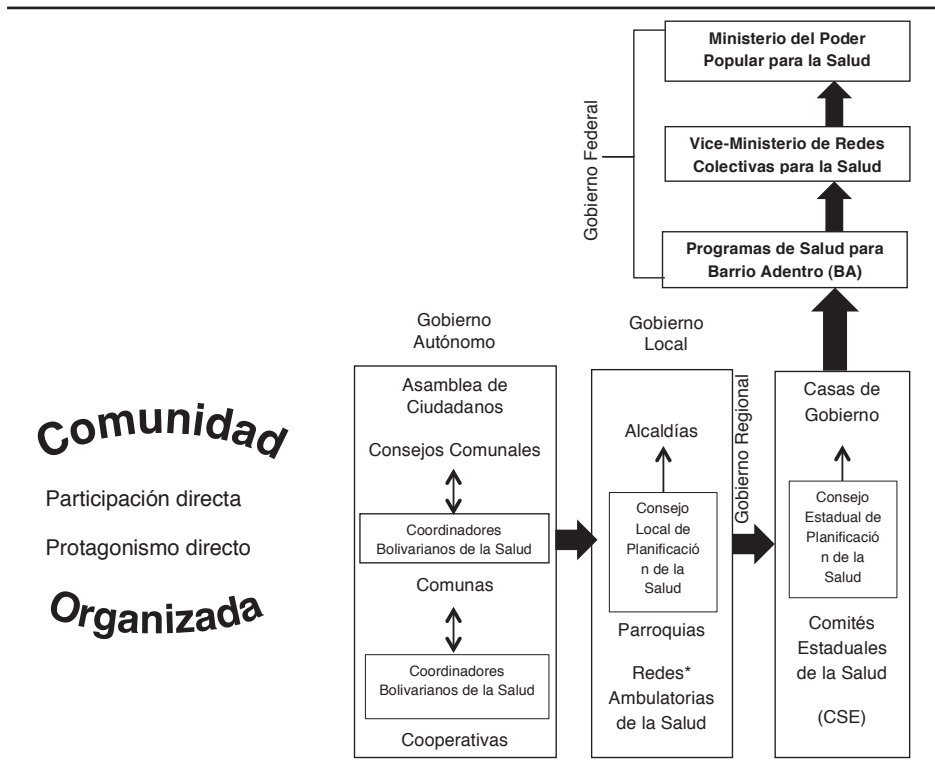 Ministerio del Poder
Popular para la Salud
Gobierno Federal
Vice-Ministerio de Redes
Colectivas para la Salud
Programas de Salud para
Barrio Adentro (BA)
Gobierno
Autónomo
Gobierno
Local
Comunidad
Participación directa
Protagonismo directo
Organizada
Asamblea de
Ciudadanos
Consejos Comunales
Coordinadores
Bolivarianos de la Salud
Comunas
Coordinadores
Bolivarianos de la Salud
Cooperativas
Alcaldías
Consejo
Local de
Planificació
n de la
Salud
Parroquias
Redes*
Ambulatorias
de la Salud
Gobierno Regional
Casas de
Gobierno
Consejo
Estadual de
Planificació
n de la
Salud
Comités
Estaduales
de la Salud
(CSE)